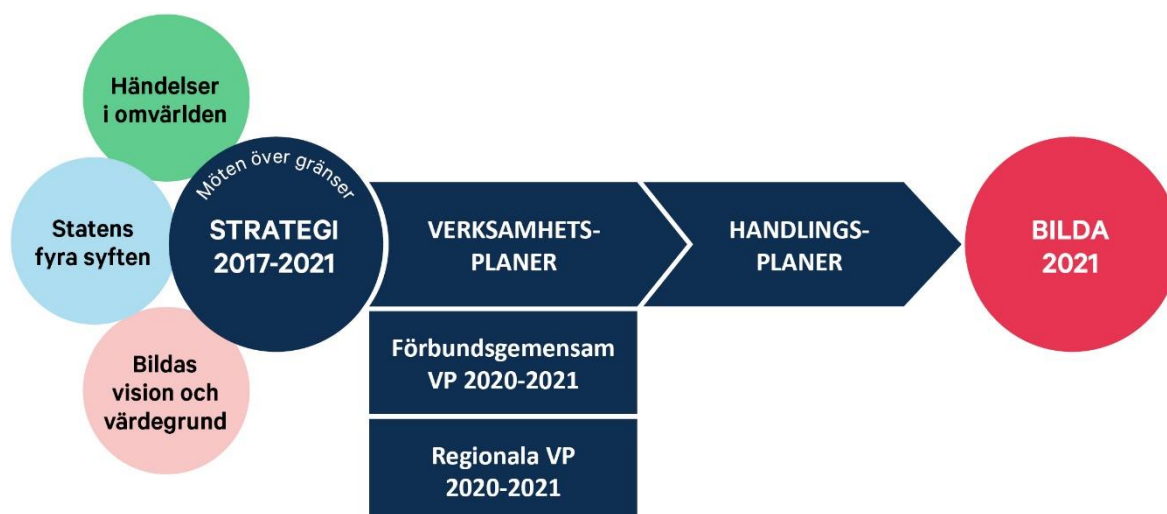 Händelser
i omvärlden
Statens
fyra syften
Bildas
vision och
värdegrund
Möten över gränser
STRATEGI
2017-2021
VERKSAMHETS-
PLANER
Förbundsgemensam
VP 2020-2021
Regionala VP
2020-2021
HANDLINGS-
PLANER
BILDA
2021